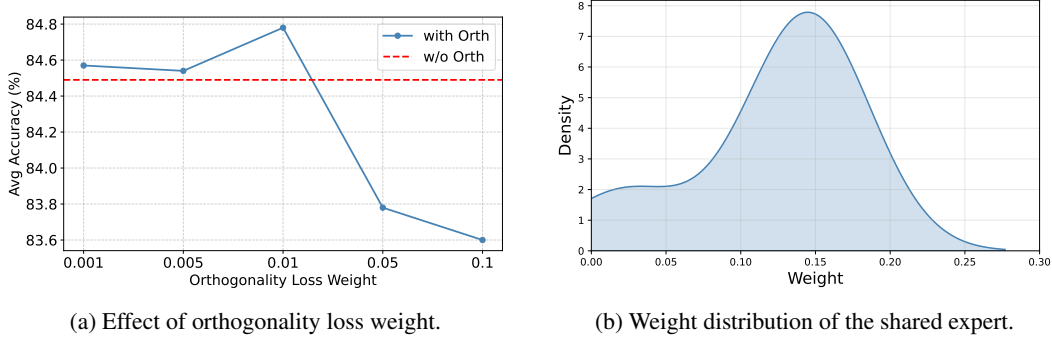 84.8
84.6
84.4
84.2
84.0
83.8
83.6
Avg Accuracy (%)
with Orth
w/o Orth
0.001 0.005 0.01 0.05 0.1
Orthogonality Loss Weight
(a) Effect of orthogonality loss weight.
8
7
6
5
4
3
2
1
0
Density
0.00 0.05 0.10 0.15 0.20 0.25 0.30
Weight
(b) Weight distribution of the shared expert.